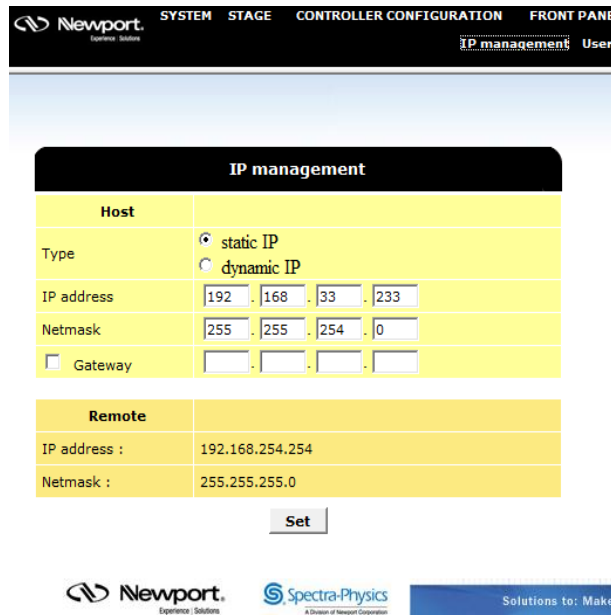 Newport.
Experience | Solutions
SYSTEM STAGE CONTROLLER CONFIGURATION FRONT PANE
IP management User
IP management
Host
Type
static IP
dynamic IP
IP address 192 . 168 . 33 . 233
Netmask 255 . 255 . 254 . 0
Gateway . . .
Remote
IP address : 192.168.254.254
Netmask : 255.255.255.0
Set
Newport.
Experience | Solutions
Spectra-Physics
A Division of Newport Corporation
Solutions to: Make